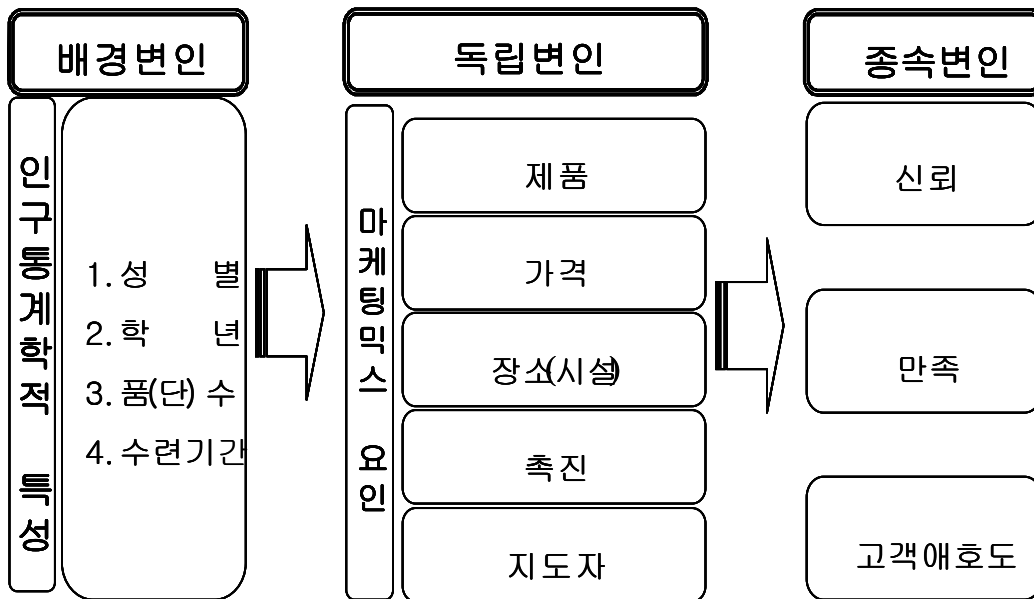 배경변인
독립변인
종속변인
인구통계학적 특성
1. 성 별
2. 학 년
3. 품(단) 수
4. 수련기간
마케팅믹스 요인
제품
가격
장소(시설)
촉진
지도자
신뢰
만족
고객애호도